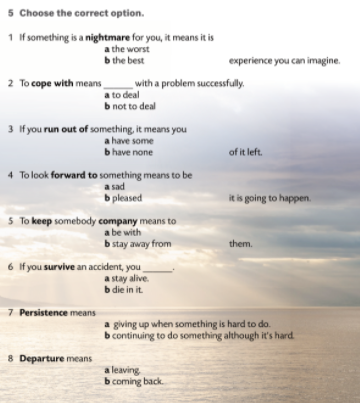 5 Choose the correct option.
1 If something is a nightmare for you, it means it is
a the worst
b the best experience you can imagine.
2 To cope with means ______ with a problem successfully.
a to deal
b not to deal
3 If you run out of something, it means you
a have some
b have none of it left.
4 To look forward to something means to be
a sad
b pleased it is going to happen.
5 To keep somebody company means to
a be with
b stay away from them.
6 If you survive an accident, you ______.
a stay alive.
b die in it.
7 Persistence means
a giving up when something is hard to do.
b continuing to do something although it's hard.
8 Departure means
a leaving.
b coming back.